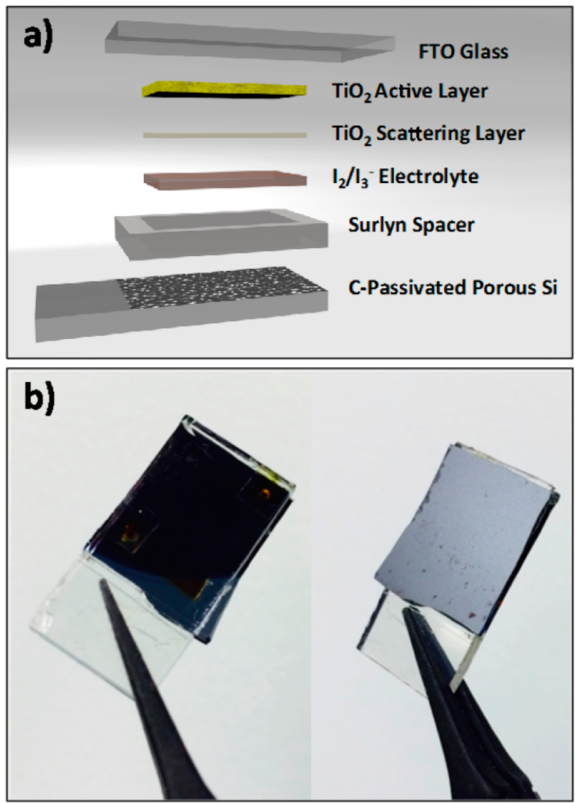 a)
FTO Glass
TiO₂ Active Layer
TiO₂ Scattering Layer
I₂/I₃⁻ Electrolyte
Surlyn Spacer
C-Passivated Porous Si
b)